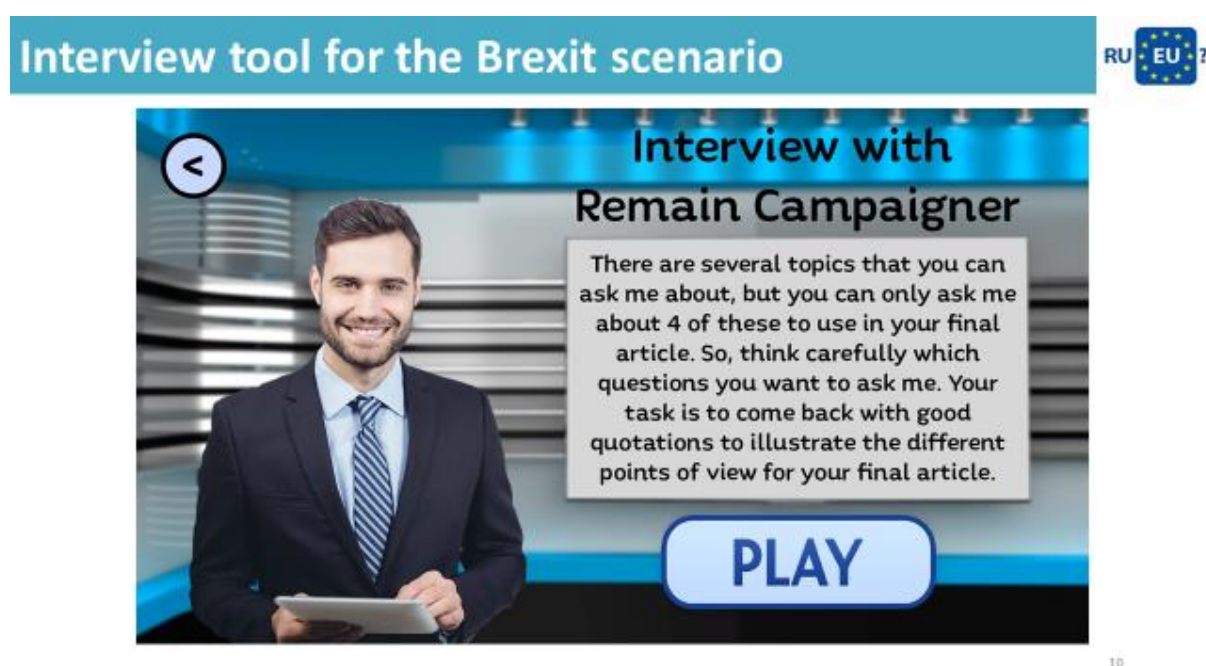 Interview tool for the Brexit scenario
RU EU ?
<
Interview with
Remain Campaigner
There are several topics that you can
ask me about, but you can only ask me
about 4 of these to use in your final
article. So, think carefully which
questions you want to ask me. Your
task is to come back with good
quotations to illustrate the different
points of view for your final article.
PLAY